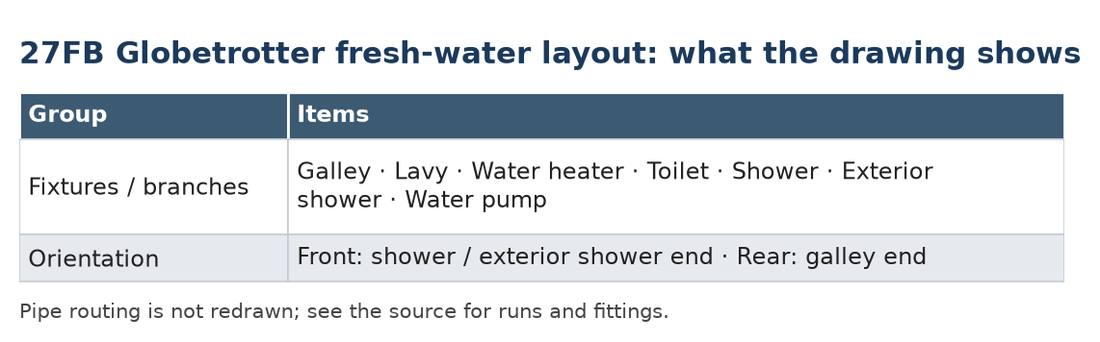 27FB Globetrotter fresh-water layout: what the drawing shows
Group Items
Fixtures / branches Galley · Lavy · Water heater · Toilet · Shower · Exterior
shower · Water pump
Orientation Front: shower / exterior shower end · Rear: galley end
Pipe routing is not redrawn; see the source for runs and fittings.